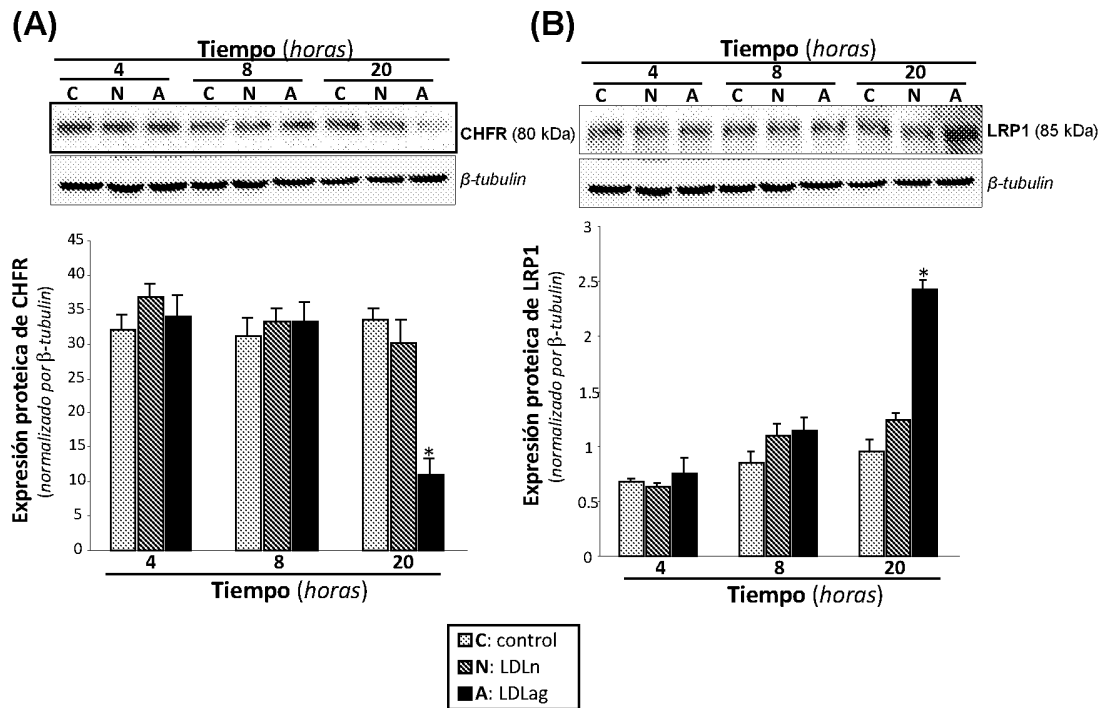 (A)
Tiempo (horas)
4 8 20
C N A C N A C N A
CHFR (80 kDa)
β-tubulin
Expresión proteica de CHFR
(normalizado por β-tubulin)
45
40
35
30
25
20
15
10
5
0
*
4 8 20
Tiempo (horas)
(B)
Tiempo (horas)
4 8 20
C N A C N A C N A
LRP1 (85 kDa)
β-tubulin
Expresión proteica de LRP1
(normalizado por β-tubulin)
3
2.5
2
1.5
1
0.5
0
*
4 8 20
Tiempo (horas)
C: control
N: LDLn
A: LDLag